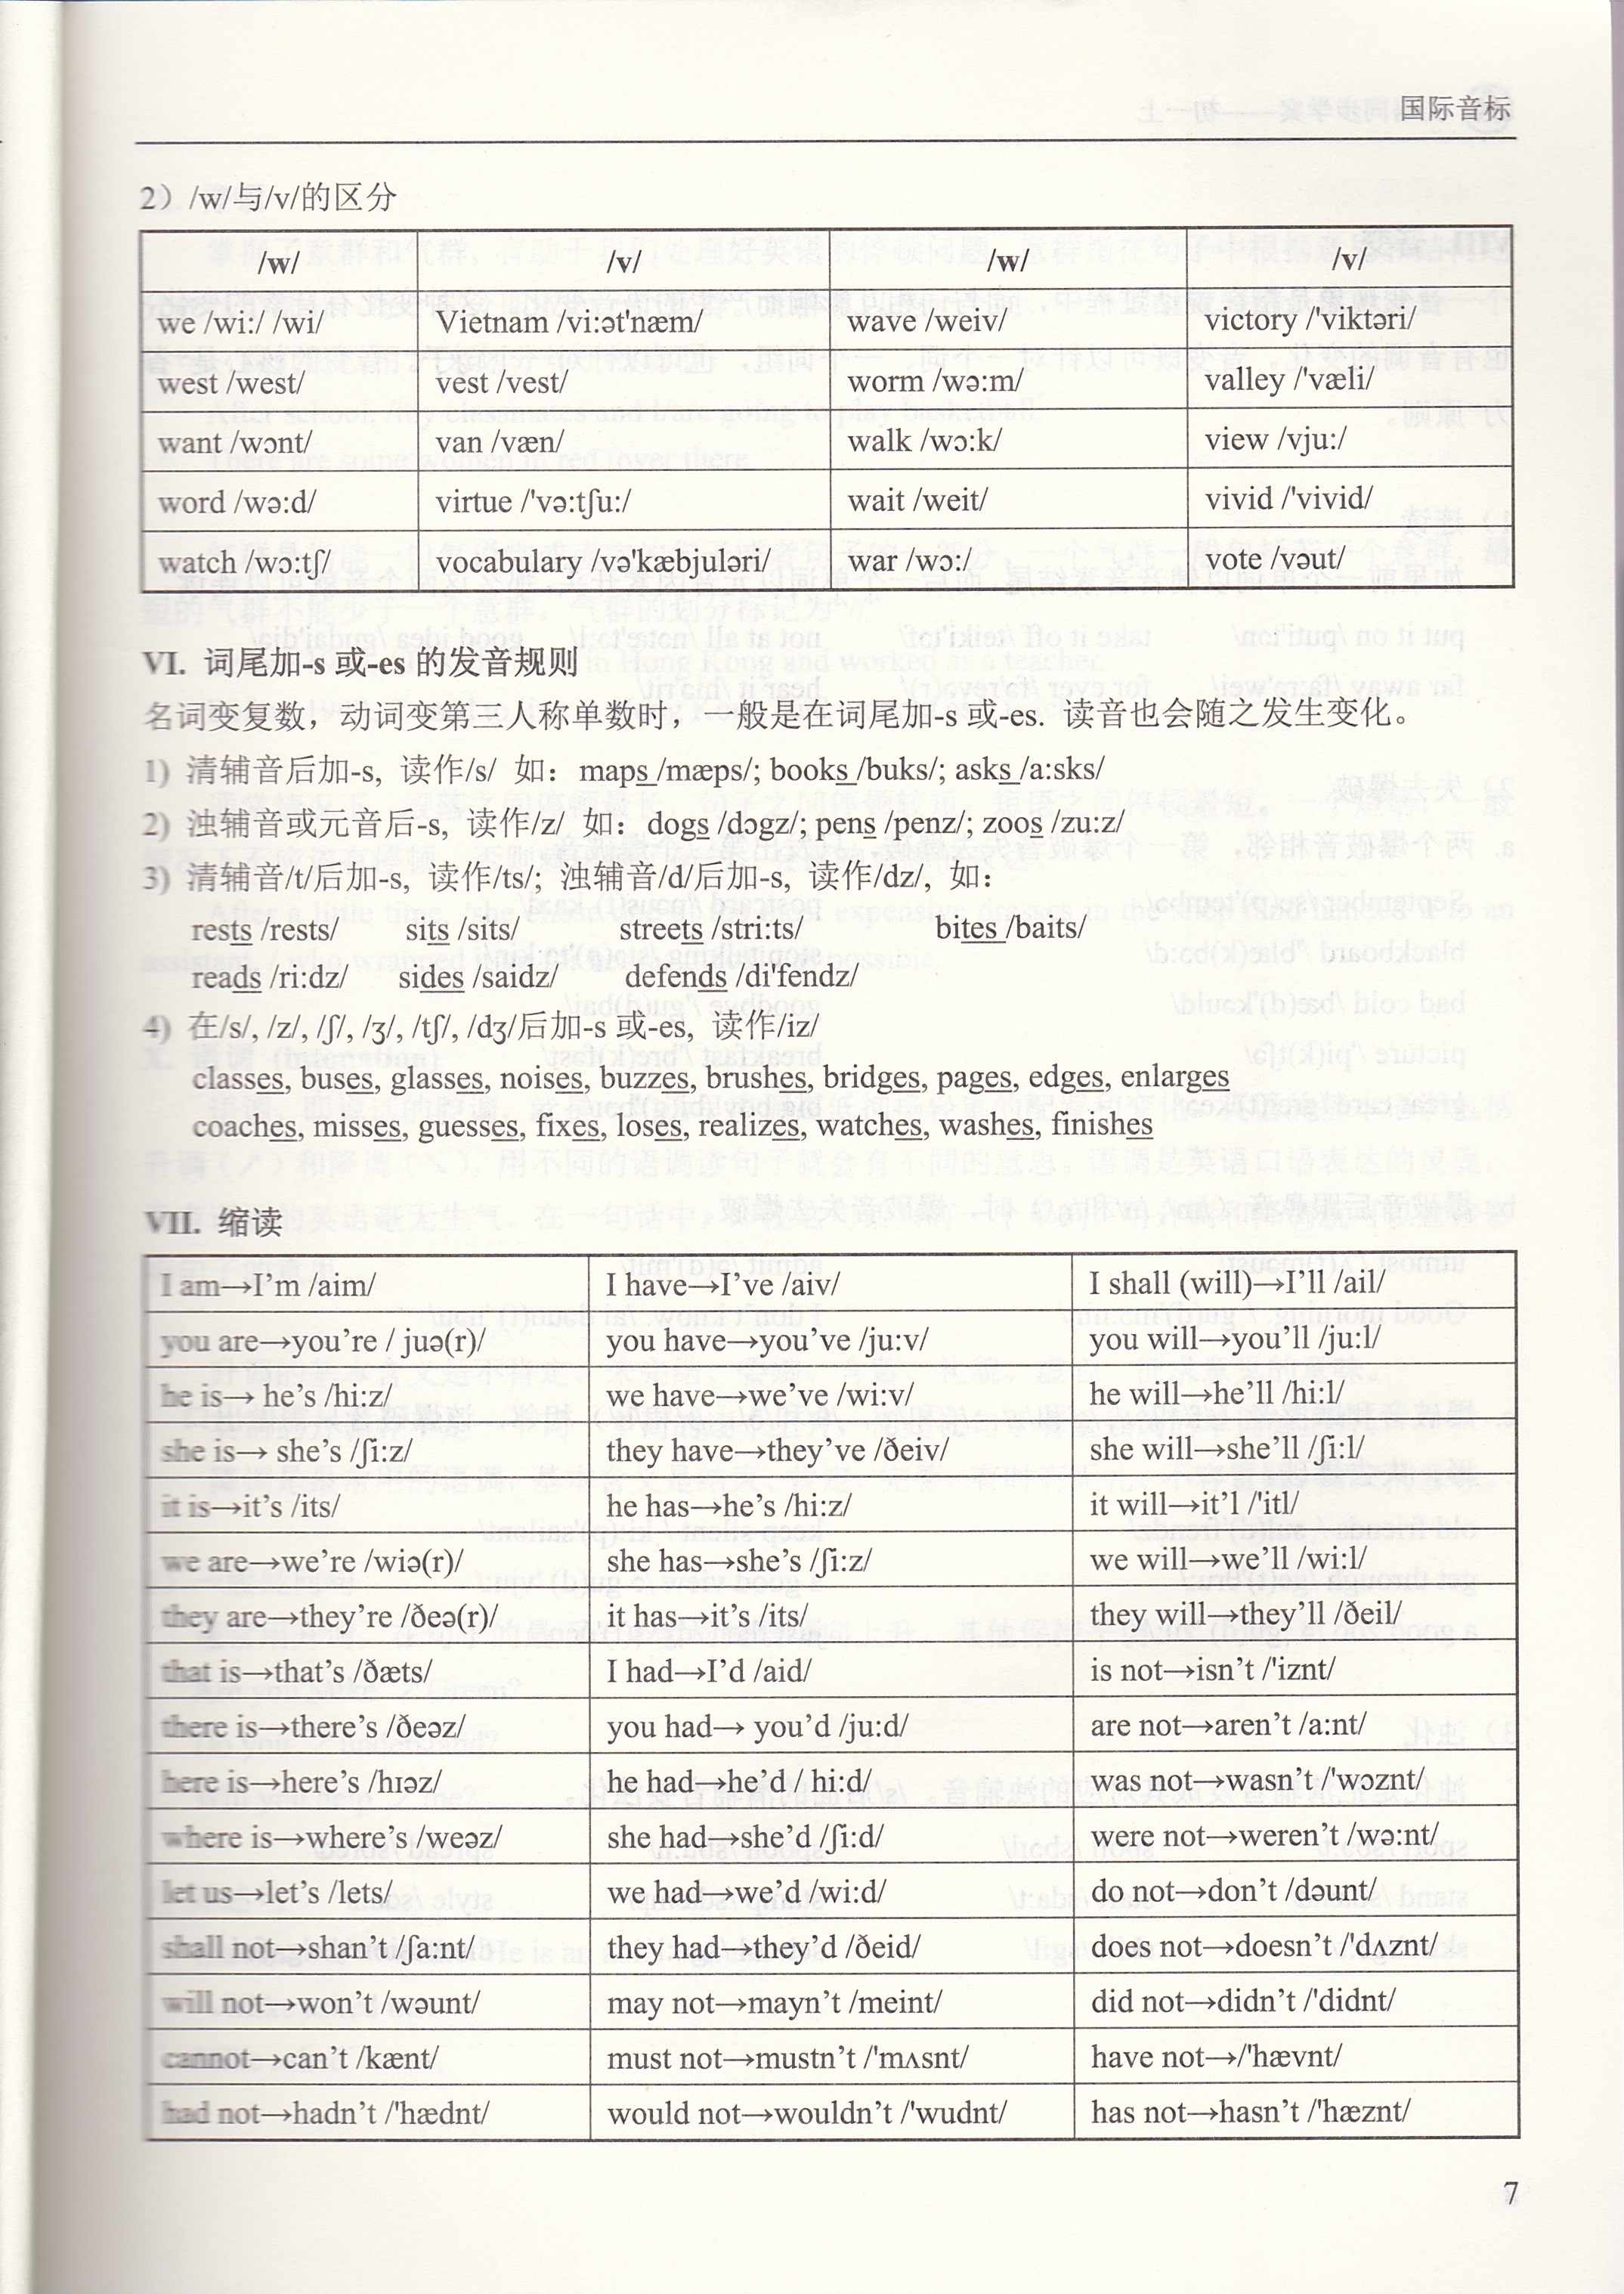 国际音标
2）/w/与/v/的区分
/w/ /v/ /w/ /v/
we /wi:/ /wi/ Vietnam /vi:ət'næm/ wave /weiv/ victory /'viktəri/
west /west/ vest /vest/ worm /wə:m/ valley /'væli/
want /wɔnt/ van /væn/ walk /wɔ:k/ view /vju:/
word /wə:d/ virtue /'və:tʃu:/ wait /weit/ vivid /'vivid/
watch /wɔ:tʃ/ vocabulary /və'kæbjuləri/ war /wɔ:/ vote /vəut/
VI. 词尾加-s 或-es 的发音规则
名词变复数，动词变第三人称单数时，一般是在词尾加-s 或-es. 读音也会随之发生变化。
1) 清辅音后加-s, 读作/s/ 如：maps /mæps/; books /buks/; asks /a:sks/
2) 浊辅音或元音后-s, 读作/z/ 如：dogs /dɔgz/; pens /penz/; zoos /zu:z/
3) 清辅音/t/后加-s, 读作/ts/; 浊辅音/d/后加-s, 读作/dz/, 如：
rests /rests/ sits /sits/ streets /stri:ts/ bites /baits/
reads /ri:dz/ sides /saidz/ defends /di'fendz/
4) 在/s/, /z/, /ʃ/, /ʒ/, /tʃ/, /dʒ/后加-s 或-es, 读作/iz/
classes, buses, glasses, noises, buzzes, brushes, bridges, pages, edges, enlarges
coaches, misses, guesses, fixes, loses, realizes, watches, washes, finishes
VII. 缩读
I am→I'm /aim/ I have→I've /aiv/ I shall (will)→I'll /ail/
you are→you're / juə(r)/ you have→you've /ju:v/ you will→you'll /ju:l/
he is→ he's /hi:z/ we have→we've /wi:v/ he will→he'll /hi:l/
she is→ she's /ʃi:z/ they have→they've /ðeiv/ she will→she'll /ʃi:l/
it is→it's /its/ he has→he's /hi:z/ it will→it'l /'itl/
we are→we're /wiə(r)/ she has→she's /ʃi:z/ we will→we'll /wi:l/
they are→they're /ðeə(r)/ it has→it's /its/ they will→they'll /ðeil/
that is→that's /ðæts/ I had→I'd /aid/ is not→isn't /'iznt/
there is→there's /ðeəz/ you had→ you'd /ju:d/ are not→aren't /a:nt/
here is→here's /hɪəz/ he had→he'd / hi:d/ was not→wasn't /'wɔznt/
where is→where's /weəz/ she had→she'd /ʃi:d/ were not→weren't /wə:nt/
let us→let's /lets/ we had→we'd /wi:d/ do not→don't /dəunt/
shall not→shan't /ʃa:nt/ they had→they'd /ðeid/ does not→doesn't /'dʌznt/
will not→won't /wəunt/ may not→mayn't /meint/ did not→didn't /'didnt/
cannot→can't /kænt/ must not→mustn't /'mʌsnt/ have not→/'hævnt/
had not→hadn't /'hædnt/ would not→wouldn't /'wudnt/ has not→hasn't /'hæznt/
7